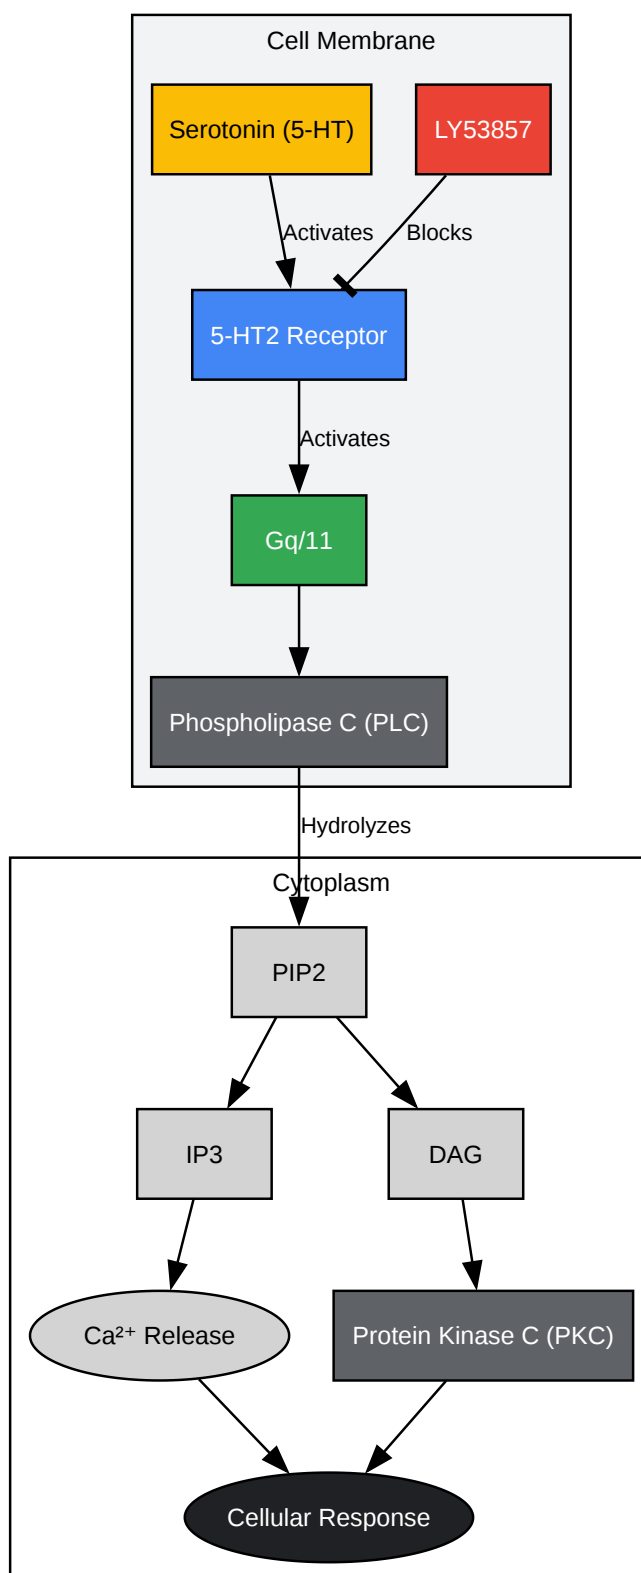 Cell Membrane
Serotonin (5-HT)
LY53857
Activates
Blocks
5-HT2 Receptor
Activates
Gq/11
Phospholipase C (PLC)
Hydrolyzes
Cytoplasm
PIP2
IP3
DAG
Ca²⁺ Release
Protein Kinase C (PKC)
Cellular Response